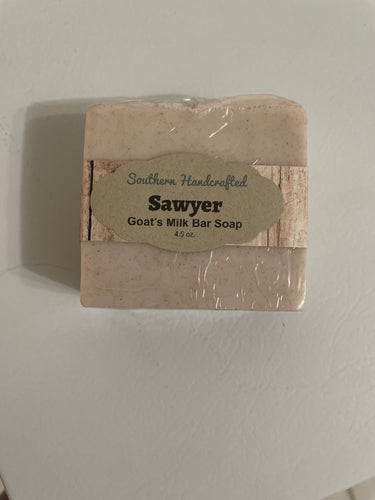 Southern Handcrafted
Sawyer
Goat's Milk Bar Soap
4.5 oz.